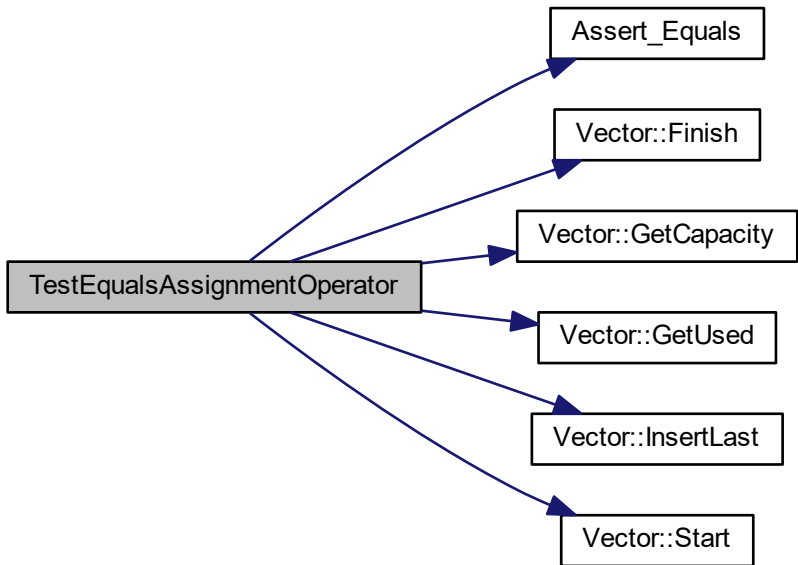 Assert_Equals
Vector::Finish
Vector::GetCapacity
TestEqualsAssignmentOperator
Vector::GetUsed
Vector::InsertLast
Vector::Start